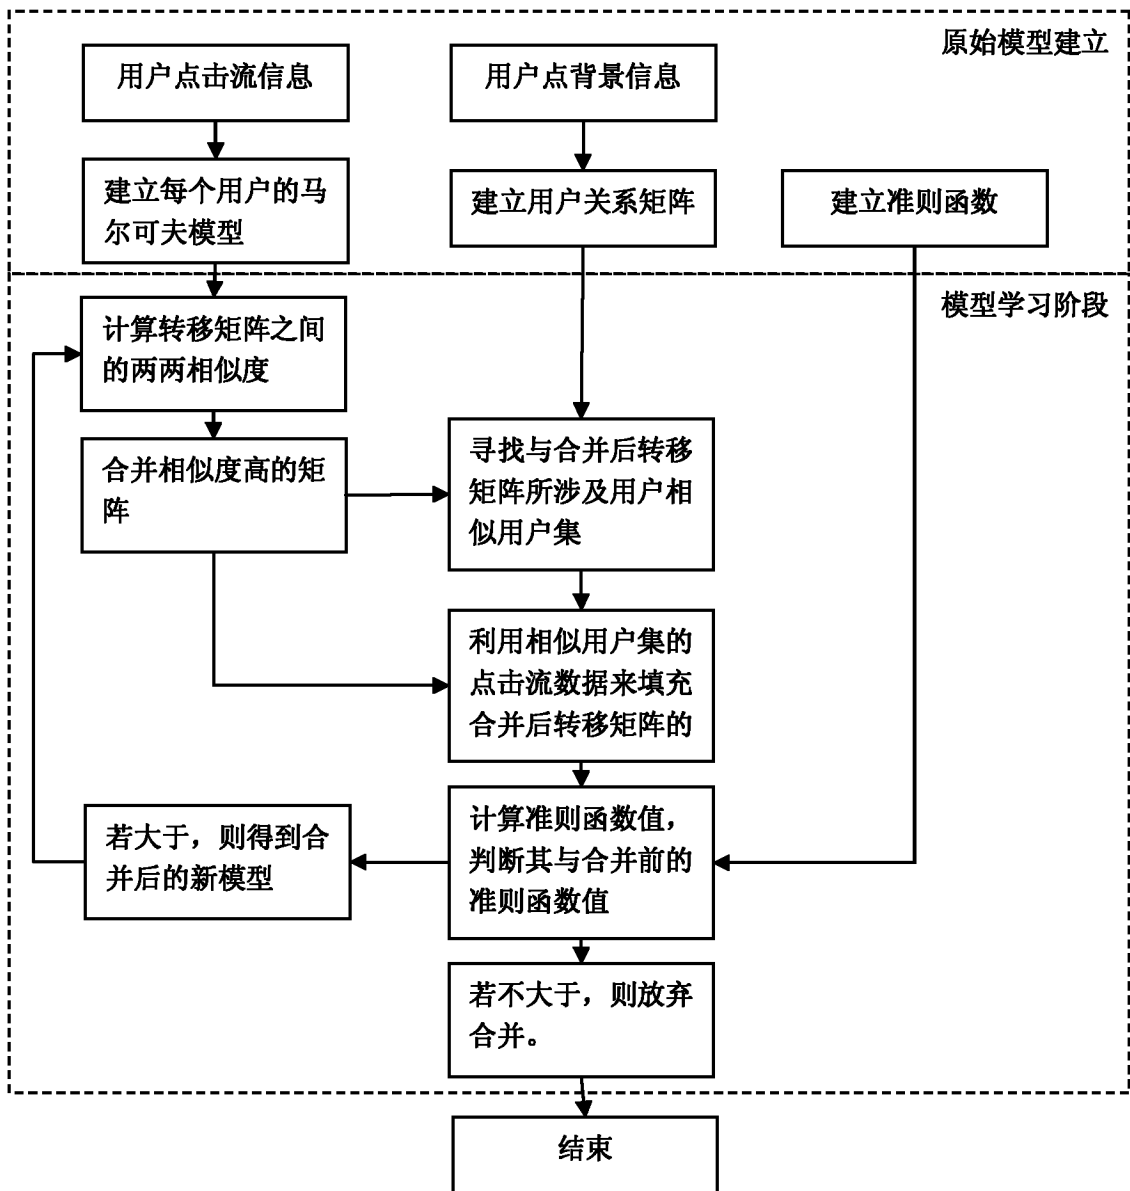 原始模型建立
用户点击流信息
用户点背景信息
建立每个用户的马
尔可夫模型
建立用户关系矩阵
建立准则函数
模型学习阶段
计算转移矩阵之间
的两两相似度
合并相似度高的矩
阵
寻找与合并后转移
矩阵所涉及用户相
似用户集
利用相似用户集的
点击流数据来填充
合并后转移矩阵的
计算准则函数值，
判断其与合并前的
准则函数值
若大于，则得到合
并后的新模型
若不大于，则放弃
合并。
结束